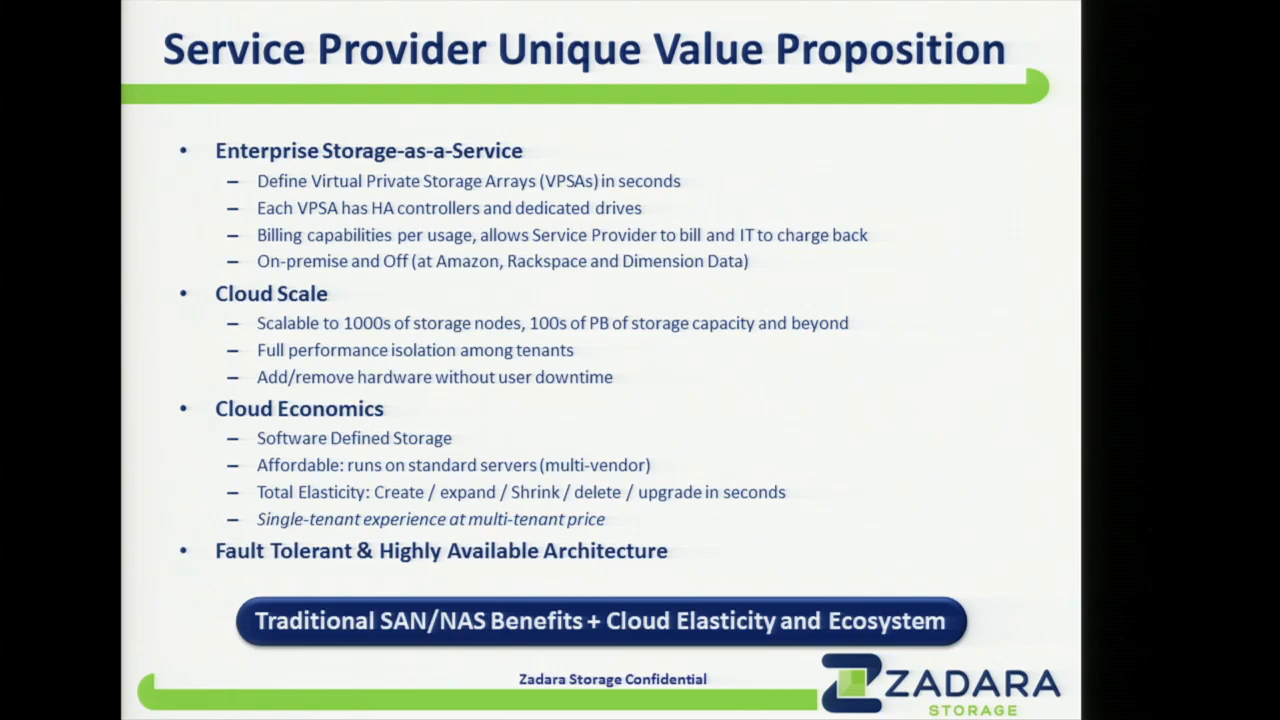 Service Provider Unique Value Proposition
• Enterprise Storage-as-a-Service
– Define Virtual Private Storage Arrays (VPSAs) in seconds
– Each VPSA has HA controllers and dedicated drives
– Billing capabilities per usage, allows Service Provider to bill and IT to charge back
– On-premise and Off (at Amazon, Rackspace and Dimension Data)
• Cloud Scale
– Scalable to 1000s of storage nodes, 100s of PB of storage capacity and beyond
– Full performance isolation among tenants
– Add/remove hardware without user downtime
• Cloud Economics
– Software Defined Storage
– Affordable: runs on standard servers (multi-vendor)
– Total Elasticity: Create / expand / Shrink / delete / upgrade in seconds
– Single-tenant experience at multi-tenant price
• Fault Tolerant & Highly Available Architecture
Traditional SAN/NAS Benefits + Cloud Elasticity and Ecosystem
Zadara Storage Confidential
ZADARA
STORAGE